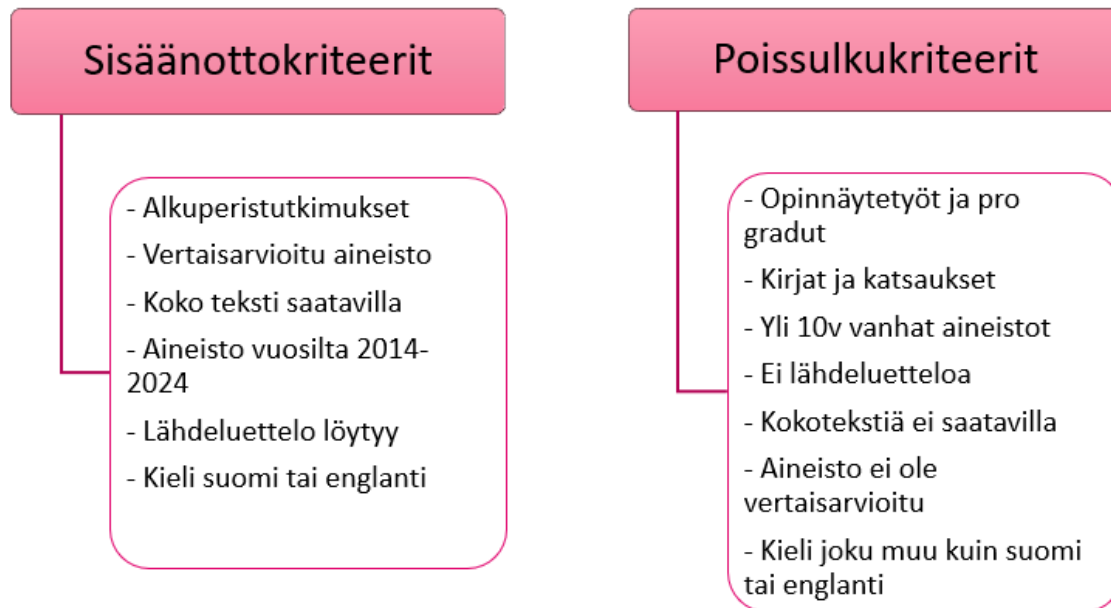 Sisäänottokriteerit
- Alkuperistutkimukset
- Vertaisarvioitu aineisto
- Koko teksti saatavilla
- Aineisto vuosilta 2014-
2024
- Lähdeluettelo löytyy
- Kieli suomi tai englanti
Poissulkukriteerit
- Opinnäytetyöt ja pro
gradut
- Kirjat ja katsaukset
- Yli 10v vanhat aineistot
- Ei lähdeluetteloa
- Kokotekstiä ei saatavilla
- Aineisto ei ole
vertaisarvioitu
- Kieli joku muu kuin suomi
tai englanti